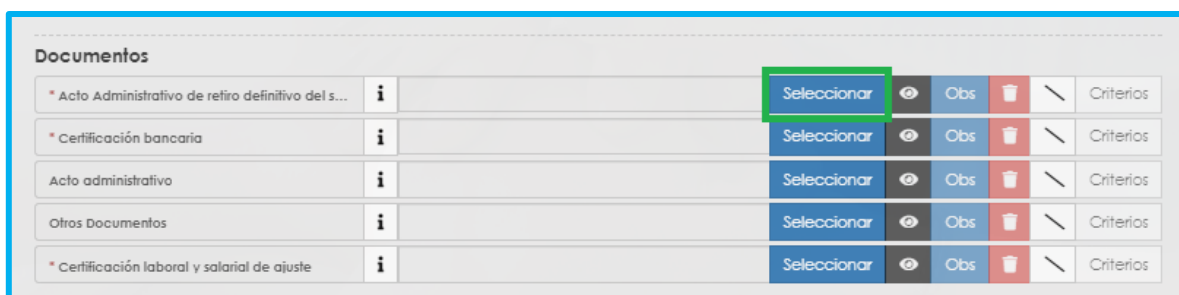 Documentos
* Acto Administrativo de retiro definitivo del s... i Seleccionar Obs Criterios
* Certificación bancaria i Seleccionar Obs Criterios
Acto administrativo i Seleccionar Obs Criterios
Otros Documentos i Seleccionar Obs Criterios
* Certificación laboral y salarial de ajuste i Seleccionar Obs Criterios